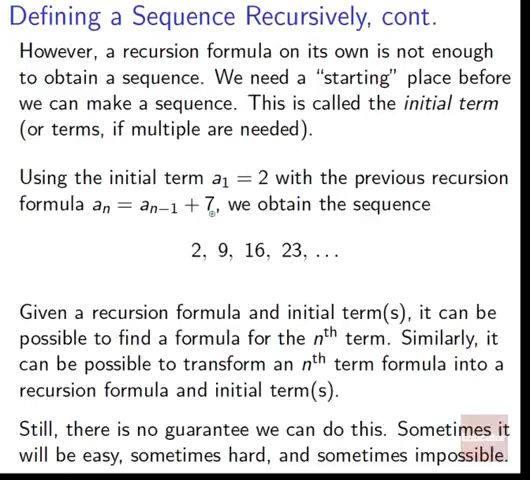 Defining a Sequence Recursively, cont.
However, a recursion formula on its own is not enough
to obtain a sequence. We need a “starting” place before
we can make a sequence. This is called the initial term
(or terms, if multiple are needed).
Using the initial term a₁ = 2 with the previous recursion
formula aₙ = aₙ₋₁ + 7, we obtain the sequence
2, 9, 16, 23, ...
Given a recursion formula and initial term(s), it can be
possible to find a formula for the nᵗʰ term. Similarly, it
can be possible to transform an nᵗʰ term formula into a
recursion formula and initial term(s).
Still, there is no guarantee we can do this. Sometimes it
will be easy, sometimes hard, and sometimes impossible.